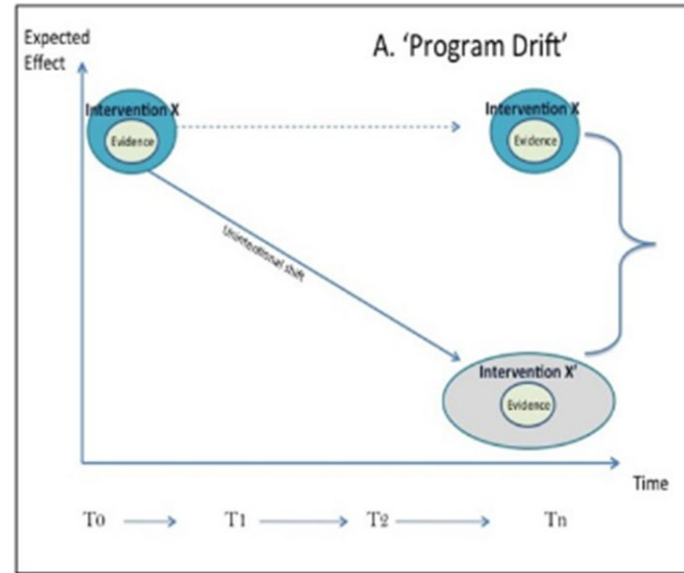 Expected
Effect
A. 'Program Drift'
Intervention X
Evidence
Intervention X
Evidence
Unintentional shift
Intervention X'
Evidence
Time
T0
T1
T2
Tn